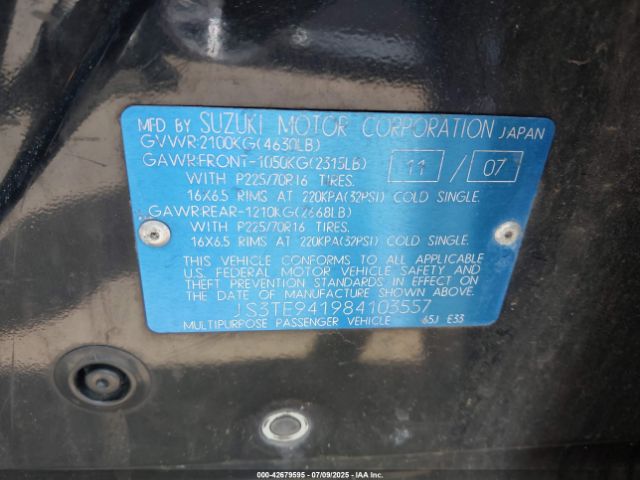 MFD BY SUZUKI MOTOR CORPORATION JAPAN
GVWR:2100KG(4630LB)
GAWR:FRONT-1050KG(2315LB) 11 / 07
WITH P225/70R16 TIRES.
16X6.5 RIMS AT 220KPA(32PSI) COLD SINGLE.
GAWR:REAR-1210KG(2668LB)
WITH P225/70R16 TIRES.
16X6.5 RIMS AT 220KPA(32PSI) COLD SINGLE.
THIS VEHICLE CONFORMS TO ALL APPLICABLE
U.S. FEDERAL MOTOR VEHICLE SAFETY AND
THEFT PREVENTION STANDARDS IN EFFECT ON
THE DATE OF MANUFACTURE SHOWN ABOVE.
JS3TE941984103557
MULTIPURPOSE PASSENGER VEHICLE 65J E33
000-42679595 - 07/09/2025 - IAA Inc.